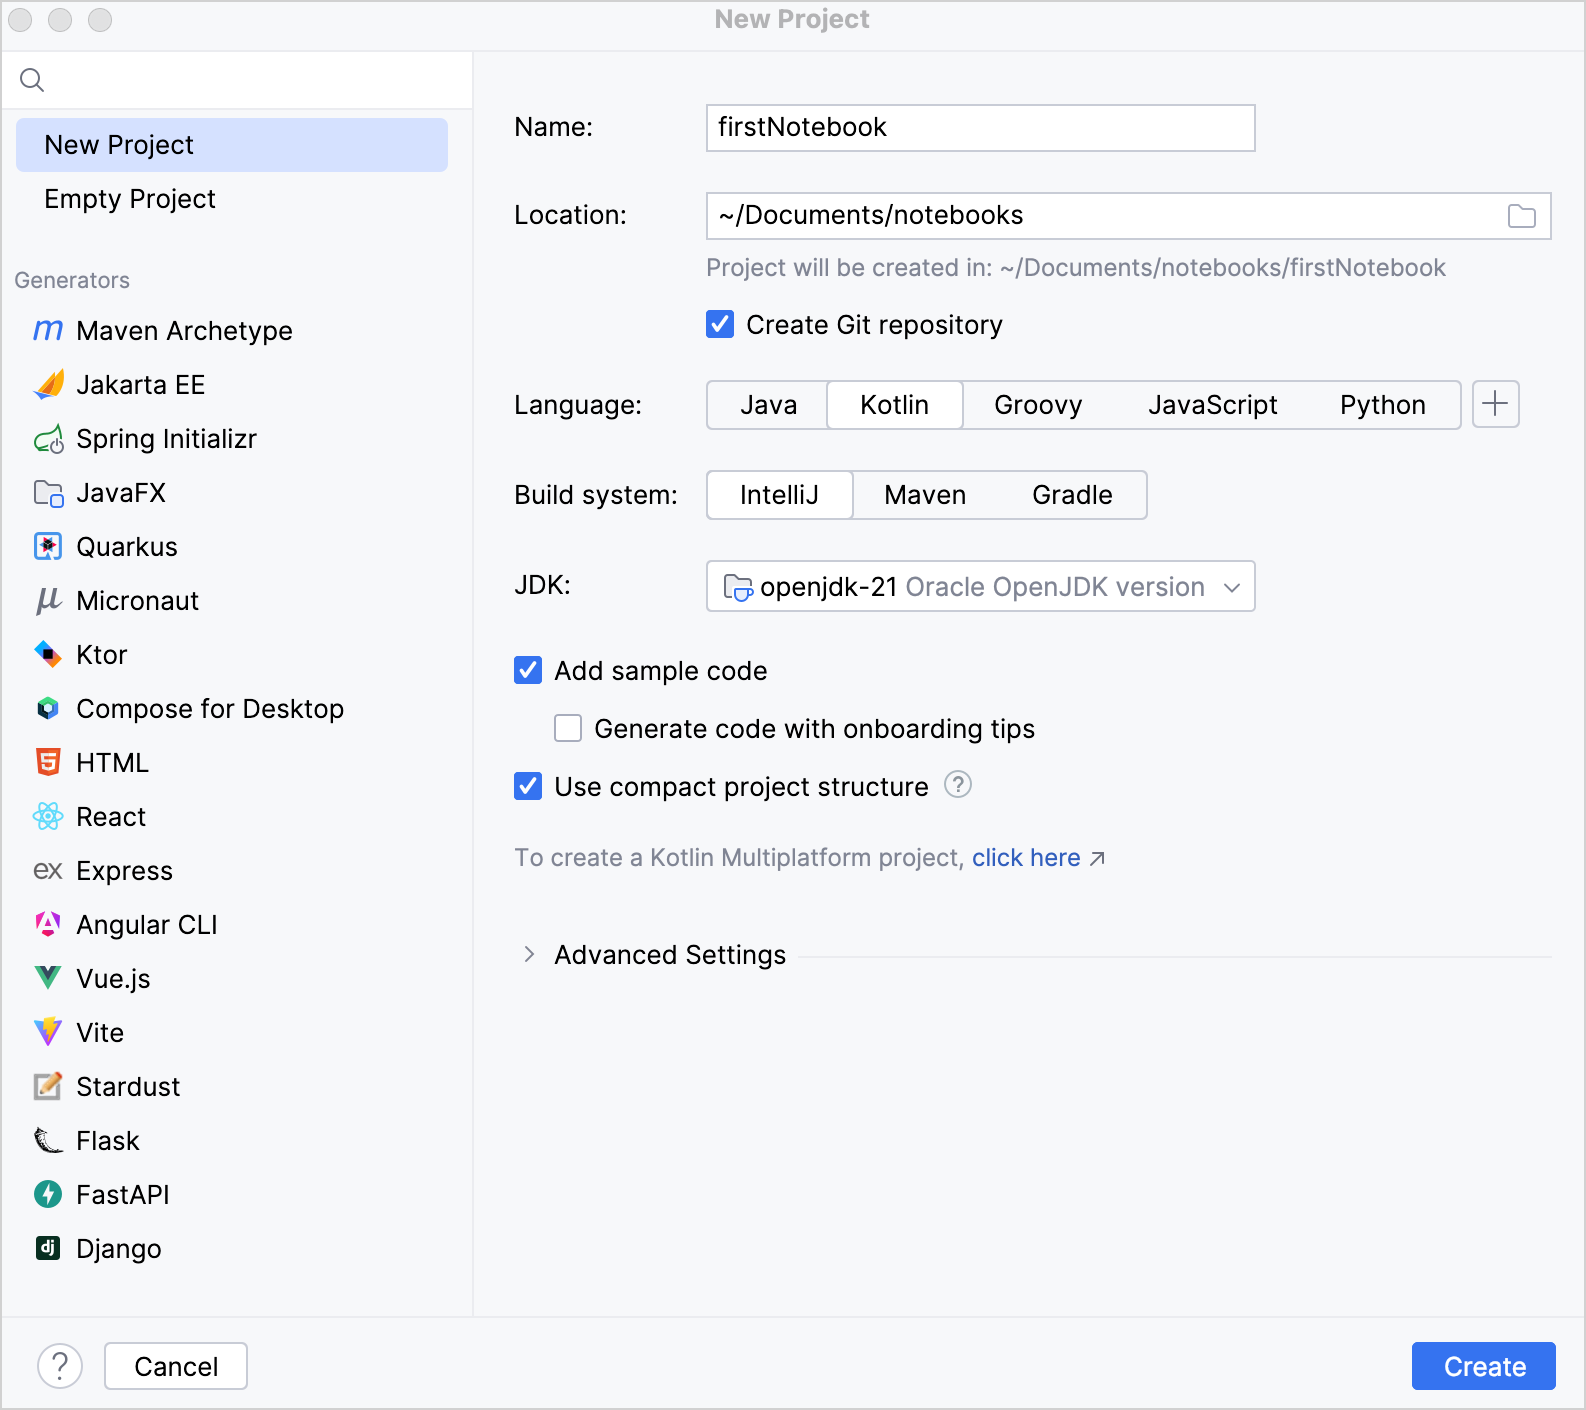 New Project
New Project
Empty Project
Generators
m Maven Archetype
Jakarta EE
Spring Initializr
JavaFX
Quarkus
μ Micronaut
Ktor
Compose for Desktop
5 HTML
React
ex Express
A Angular CLI
Vue.js
Vite
Stardust
Flask
FastAPI
dj Django
Name: firstNotebook
Location: ~/Documents/notebooks
Project will be created in: ~/Documents/notebooks/firstNotebook
Create Git repository
Language: Java Kotlin Groovy JavaScript Python +
Build system: IntelliJ Maven Gradle
JDK: openjdk-21 Oracle OpenJDK version
Add sample code
Generate code with onboarding tips
Use compact project structure ?
To create a Kotlin Multiplatform project, click here ↗
Advanced Settings
? Cancel Create